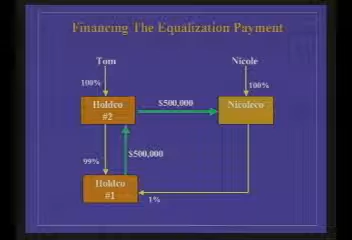 Financing The Equalization Payment
Tom
Nicole
100%
100%
Holdco
#2
$500,000
Nicoleco
$500,000
99%
Holdco
#1
1%